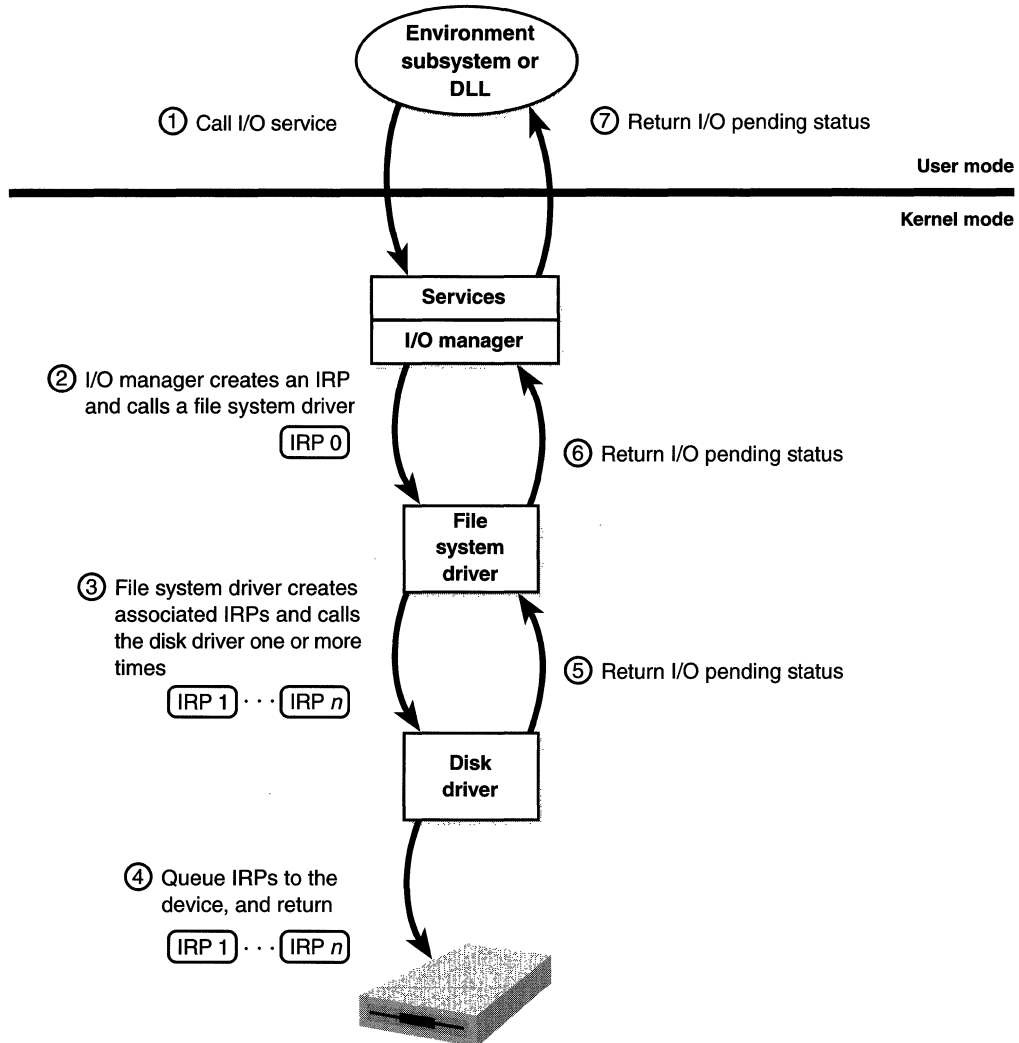 Environment
subsystem or
DLL
① Call I/O service
⑦ Return I/O pending status
User mode
Kernel mode
Services
I/O manager
② I/O manager creates an IRP
and calls a file system driver
IRP 0
⑥ Return I/O pending status
File
system
driver
③ File system driver creates
associated IRPs and calls
the disk driver one or more
times
IRP 1 · · · IRP n
⑤ Return I/O pending status
Disk
driver
④ Queue IRPs to the
device, and return
IRP 1 · · · IRP n